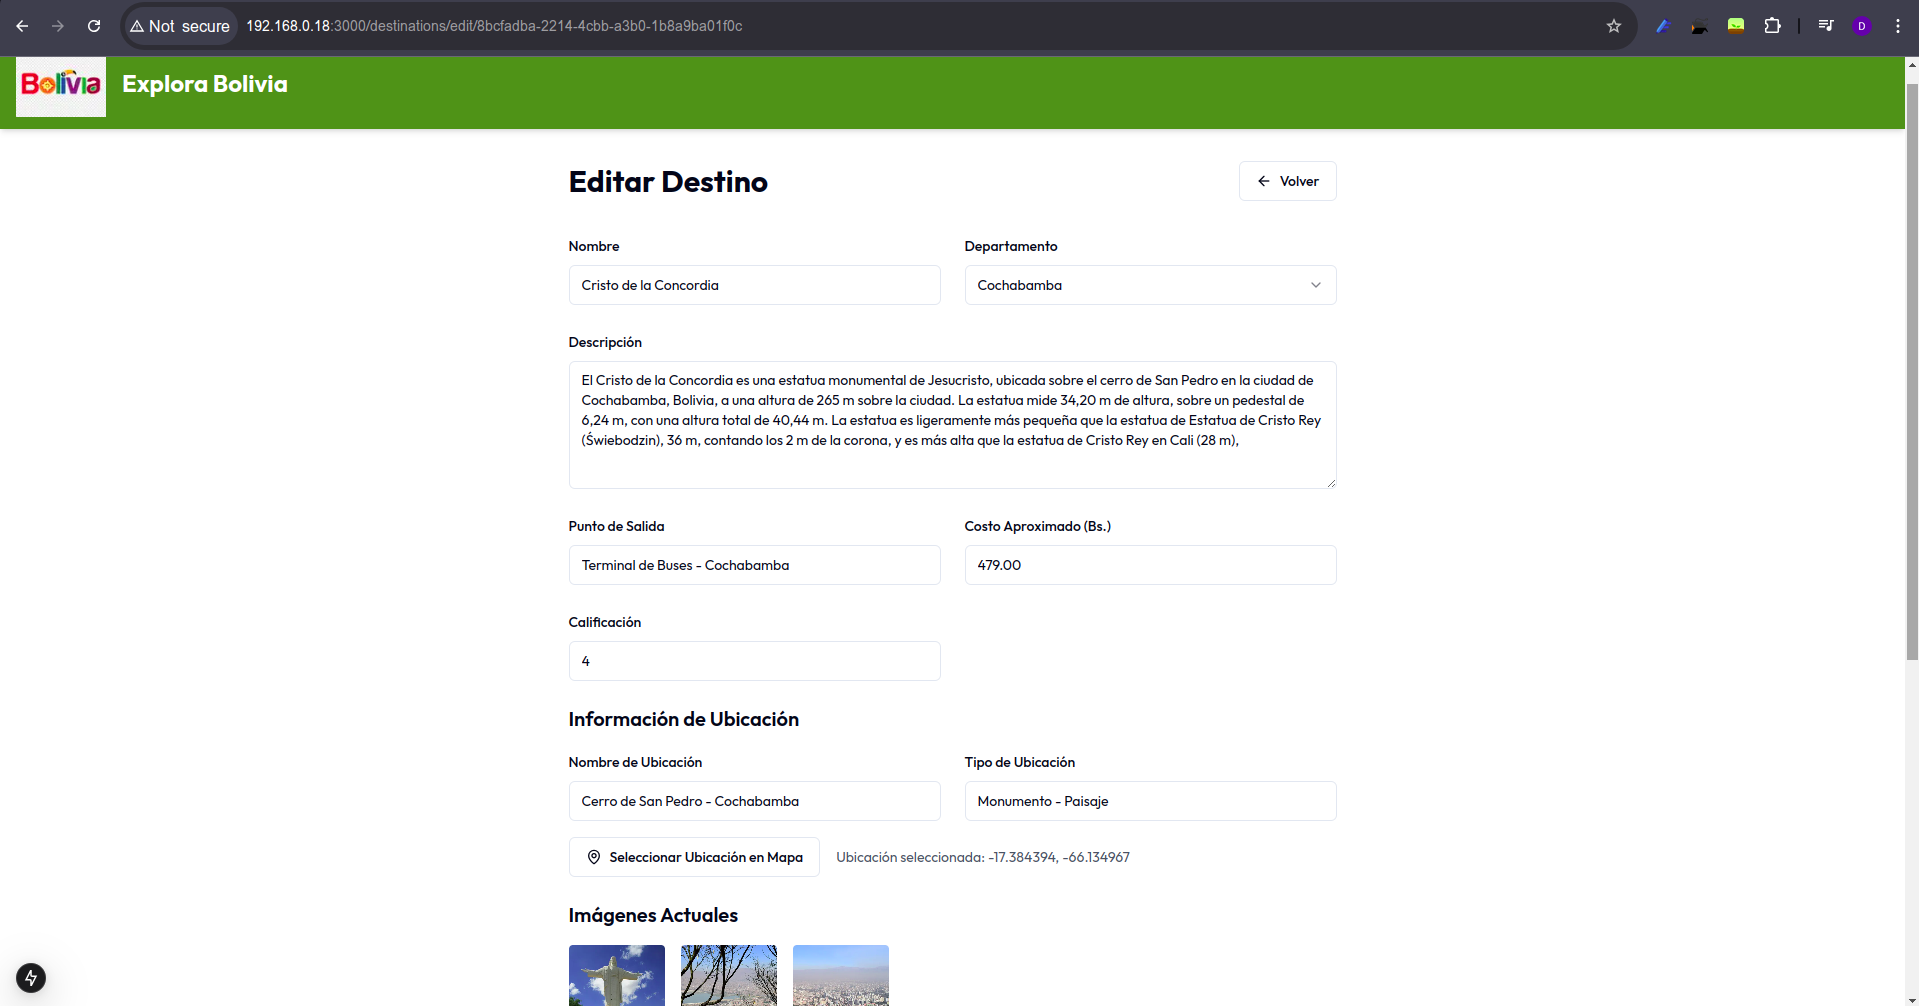 Not secure
192.168.0.18:3000/destinations/edit/8bcfadba-2214-4cbb-a3b0-1b8a9ba01f0c
D
Bolivia
Explora Bolivia
Editar Destino
Volver
Nombre
Departamento
Cristo de la Concordia
Cochabamba
Descripción
El Cristo de la Concordia es una estatua monumental de Jesucristo, ubicada sobre el cerro de San Pedro en la ciudad de
Cochabamba, Bolivia, a una altura de 265 m sobre la ciudad. La estatua mide 34,20 m de altura, sobre un pedestal de
6,24 m, con una altura total de 40,44 m. La estatua es ligeramente más pequeña que la estatua de Estatua de Cristo Rey
(Świebodzin), 36 m, contando los 2 m de la corona, y es más alta que la estatua de Cristo Rey en Cali (28 m),
Punto de Salida
Costo Aproximado (Bs.)
Terminal de Buses - Cochabamba
479.00
Calificación
4
Información de Ubicación
Nombre de Ubicación
Tipo de Ubicación
Cerro de San Pedro - Cochabamba
Monumento - Paisaje
Seleccionar Ubicación en Mapa
Ubicación seleccionada: -17.384394, -66.134967
Imágenes Actuales